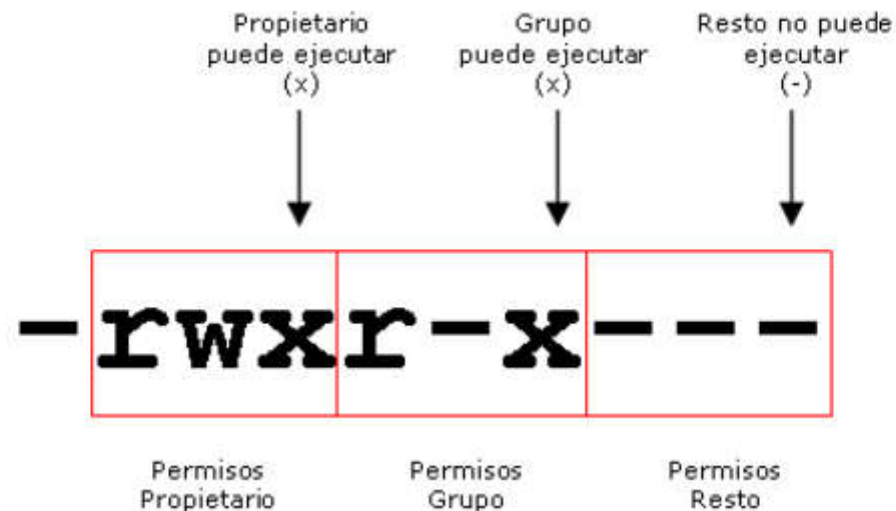 Propietario
puede ejecutar
(x)
Grupo
puede ejecutar
(x)
Resto no puede
ejecutar
(-)
-rwxr-x---
Permisos
Propietario
Permisos
Grupo
Permisos
Resto